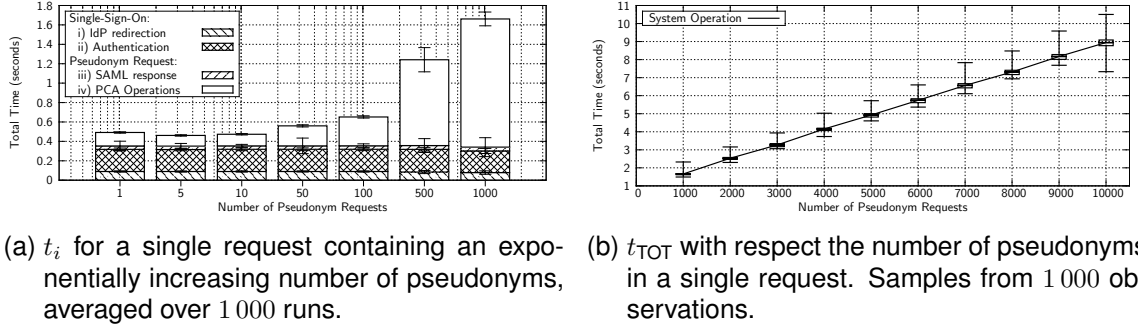 1.8
1.6
1.4
1.2
1
0.8
0.6
0.4
0.2
0
Total Time (seconds)
Single-Sign-On:
i) IdP redirection
ii) Authentication
Pseudonym Request:
iii) SAML response
iv) PCA Operations
1 5 10 50 100 500 1000
Number of Pseudonym Requests
11
10
9
8
7
6
5
4
3
2
1
Total Time (seconds)
System Operation
0 1000 2000 3000 4000 5000 6000 7000 8000 9000 10000
Number of Pseudonym Requests
(a) t_i for a single request containing an expo-
nentially increasing number of pseudonyms,
averaged over 1 000 runs.
(b) t_TOT with respect the number of pseudonyms
in a single request. Samples from 1 000 ob
servations.